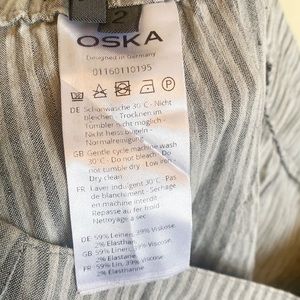 2
OSKA
Designed in Germany
01160110195
DE Schonwäsche 30°C - Nicht
bleichen - Trocknen im
Tumbler nicht möglich -
Nicht heiss bügeln -
Normalreinigung
GB Gentle cycle machine wash
30°C - Do not bleach - Do not
tumble dry - Low iron -
Dry clean
FR Laver indulgent 30°C - Pas
de blanchiment - Sechage
en machine interdit -
Repasse au fer froid -
Nettoyage a sec
DE 59% Leinen, 39% Viscose,
2% Elasthan
GB 59% Linen, 39% Viscose,
2% Elastane
FR 59% Lin, 39% Viscose,
2% Elasthanne